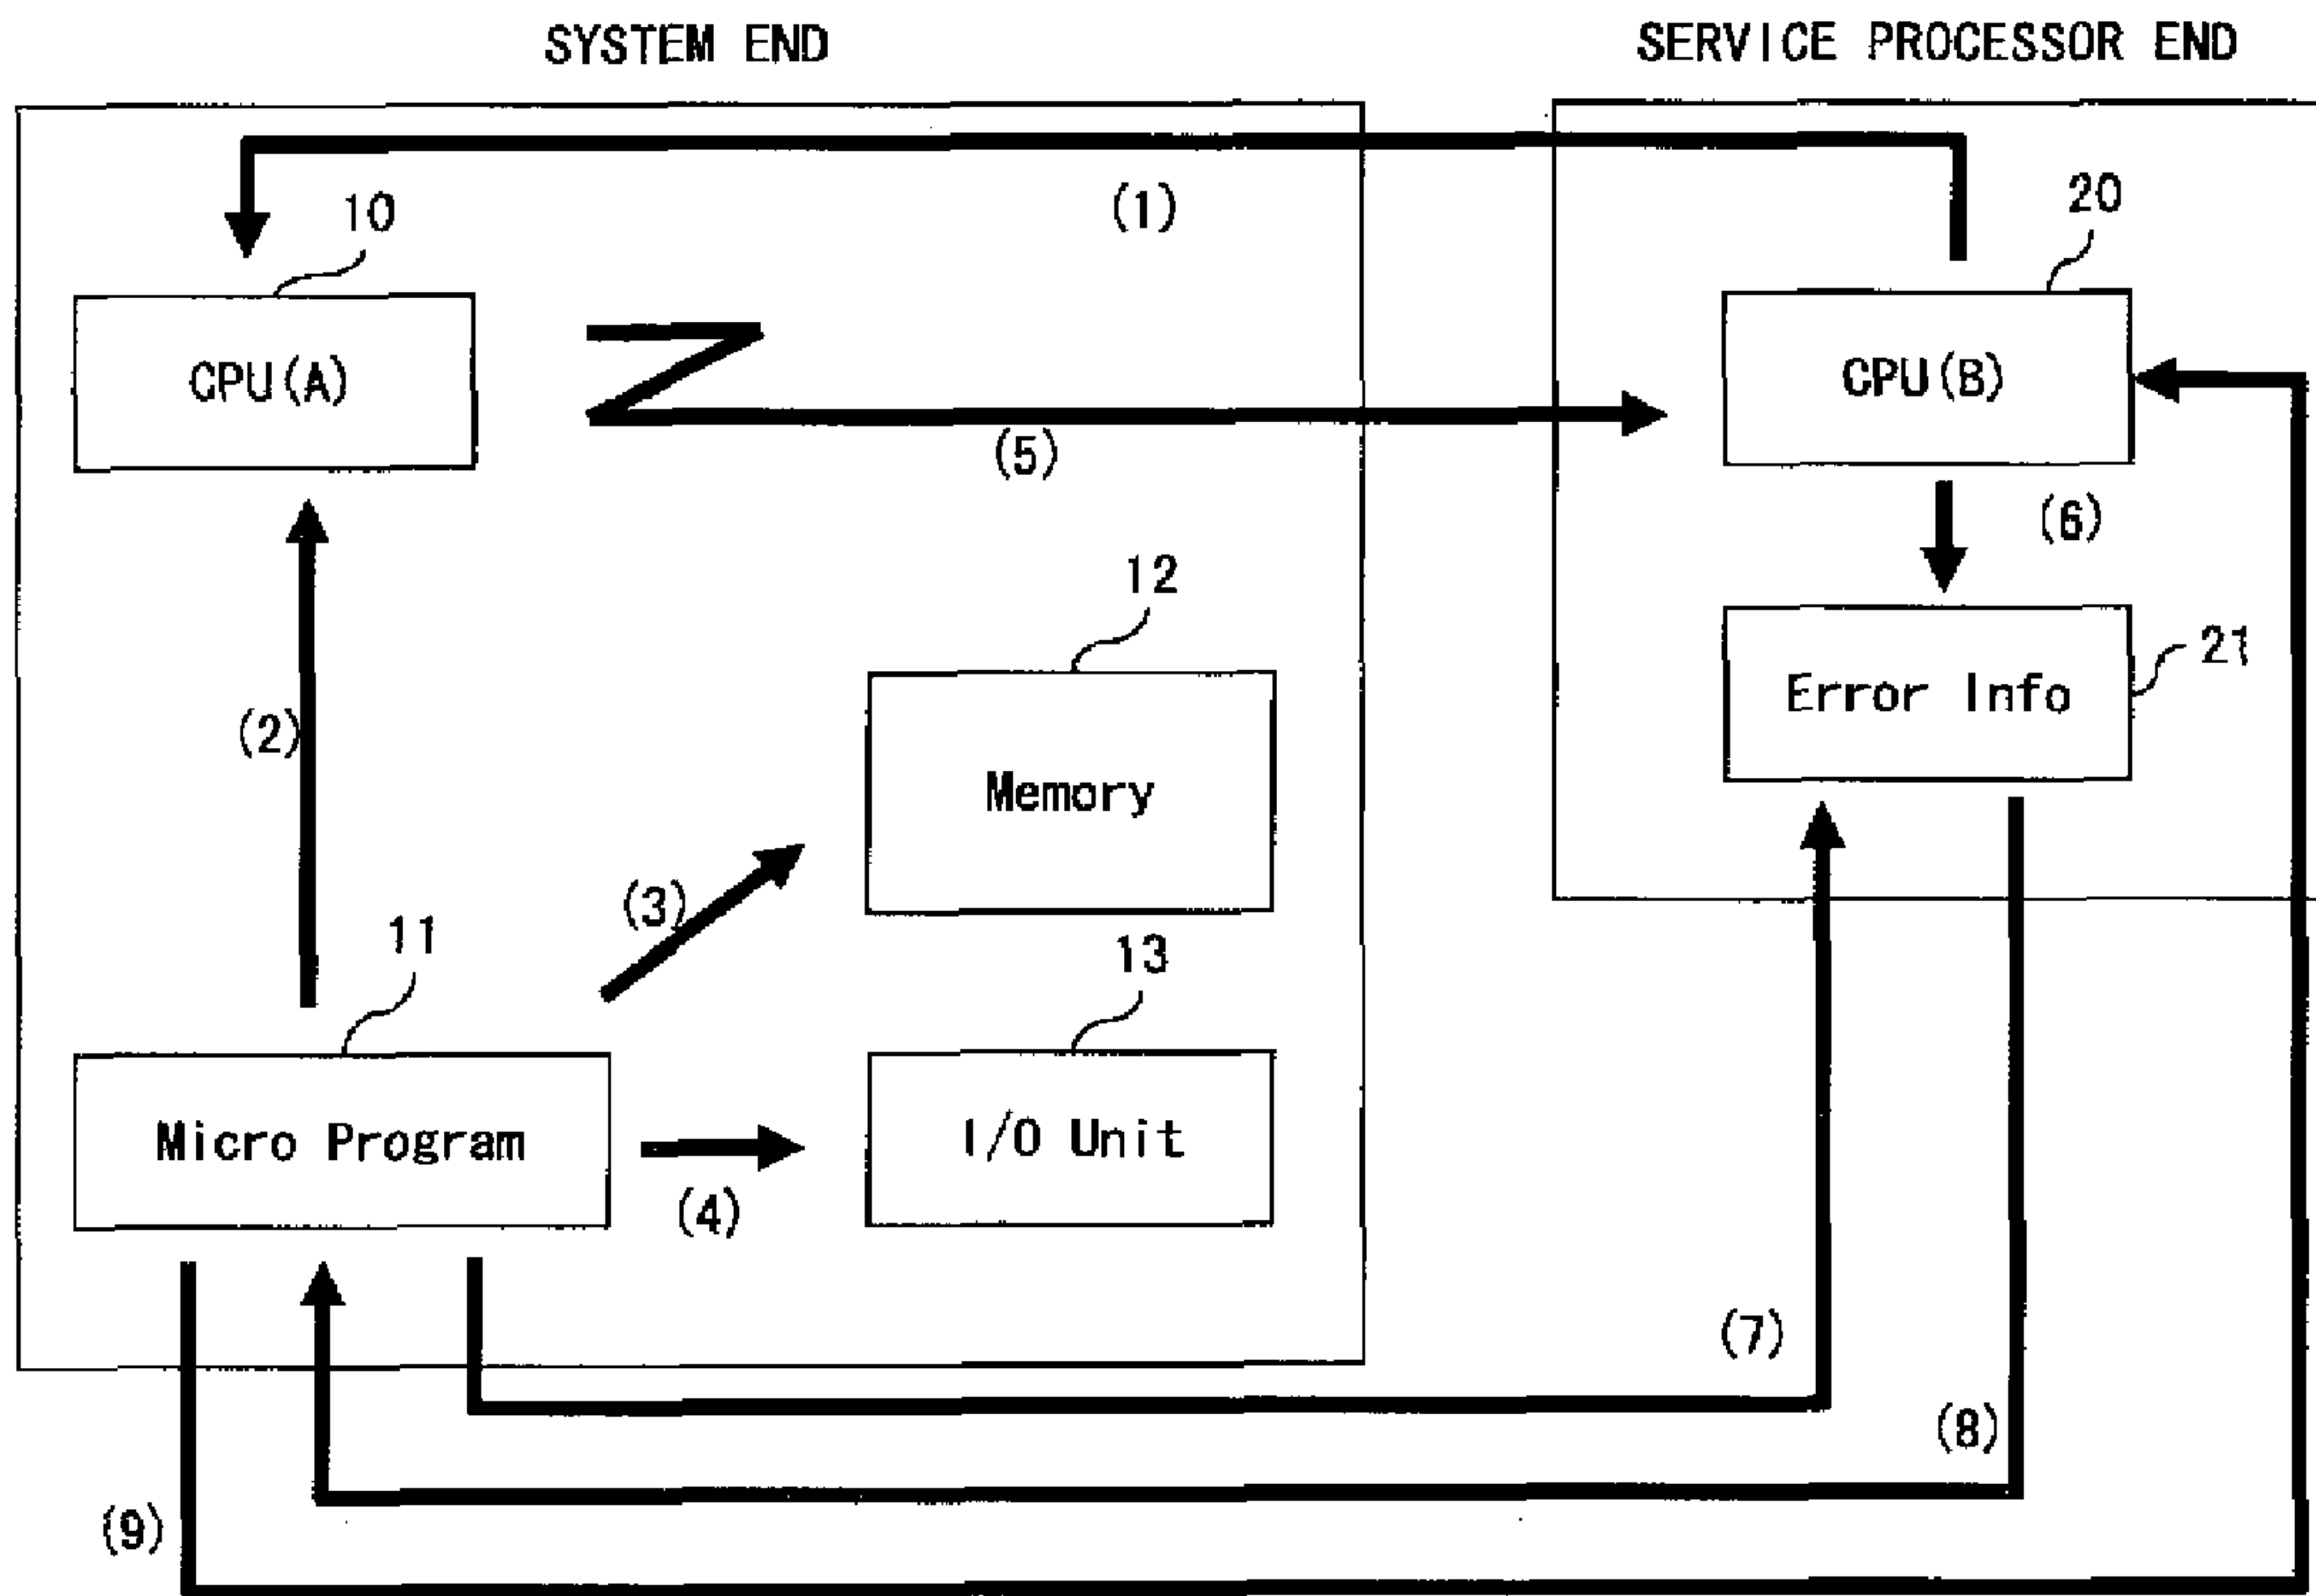 SYSTEM END
SERVICE PROCESSOR END
(1)
10
20
CPU(A)
CPU(B)
(5)
(6)
12
21
Error Info
(2)
Memory
(3)
11
13
Micro Program
I/O Unit
(4)
(7)
(8)
(9)